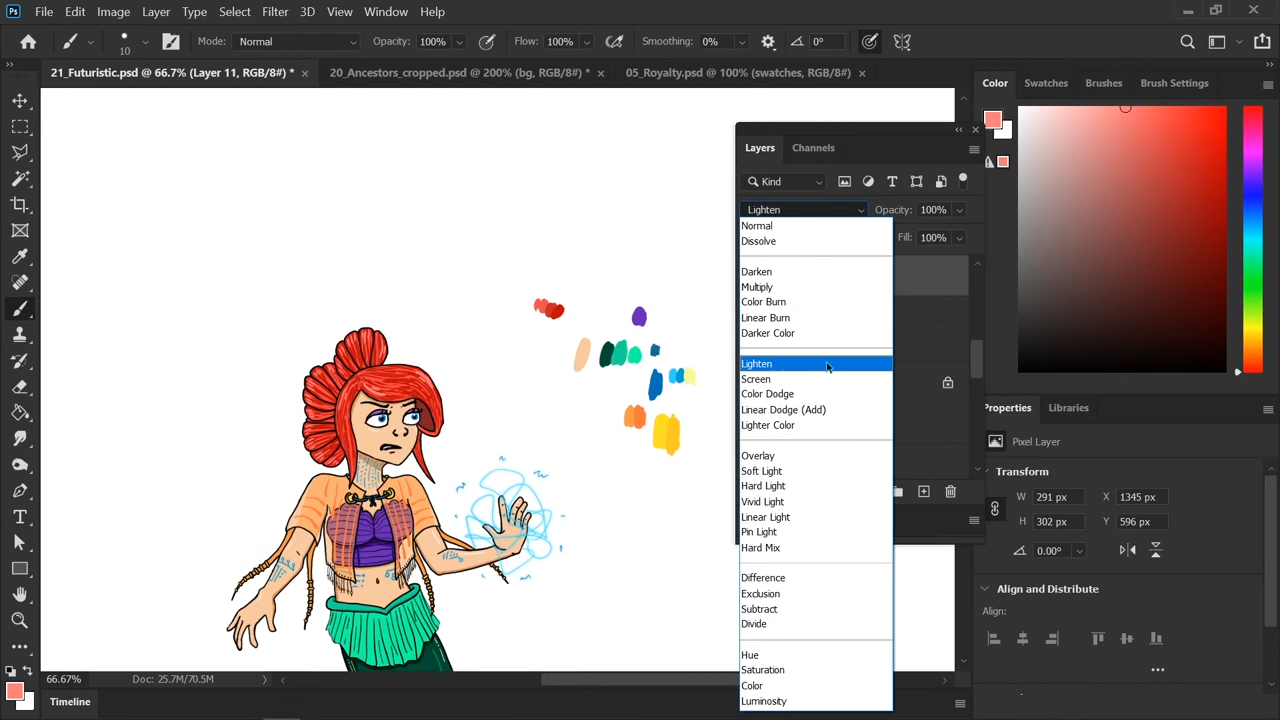 Ps File Edit Image Layer Type Select Filter 3D View Window Help
10 Mode: Normal Opacity: 100% Flow: 100% Smoothing: 0% 0°
21_Futuristic.psd @ 66.7% (Layer 11, RGB/8#) * × 20_Ancestors_cropped.psd @ 200% (bg, RGB/8#) * × 05_Royalty.psd @ 100% (swatches, RGB/8#) ×
Color Swatches Brushes Brush Settings
Layers Channels
Kind
Lighten Opacity: 100%
Fill: 100%
Normal
Dissolve
Darken
Multiply
Color Burn
Linear Burn
Darker Color
Lighten
Screen
Color Dodge
Linear Dodge (Add)
Lighter Color
Overlay
Soft Light
Hard Light
Vivid Light
Linear Light
Pin Light
Hard Mix
Difference
Exclusion
Subtract
Divide
Hue
Saturation
Color
Luminosity
Properties Libraries
Pixel Layer
Transform
W 291 px X 1345 px
H 302 px Y 596 px
0.00°
Align and Distribute
Align:
66.67% Doc: 25.7M/70.5M
Timeline